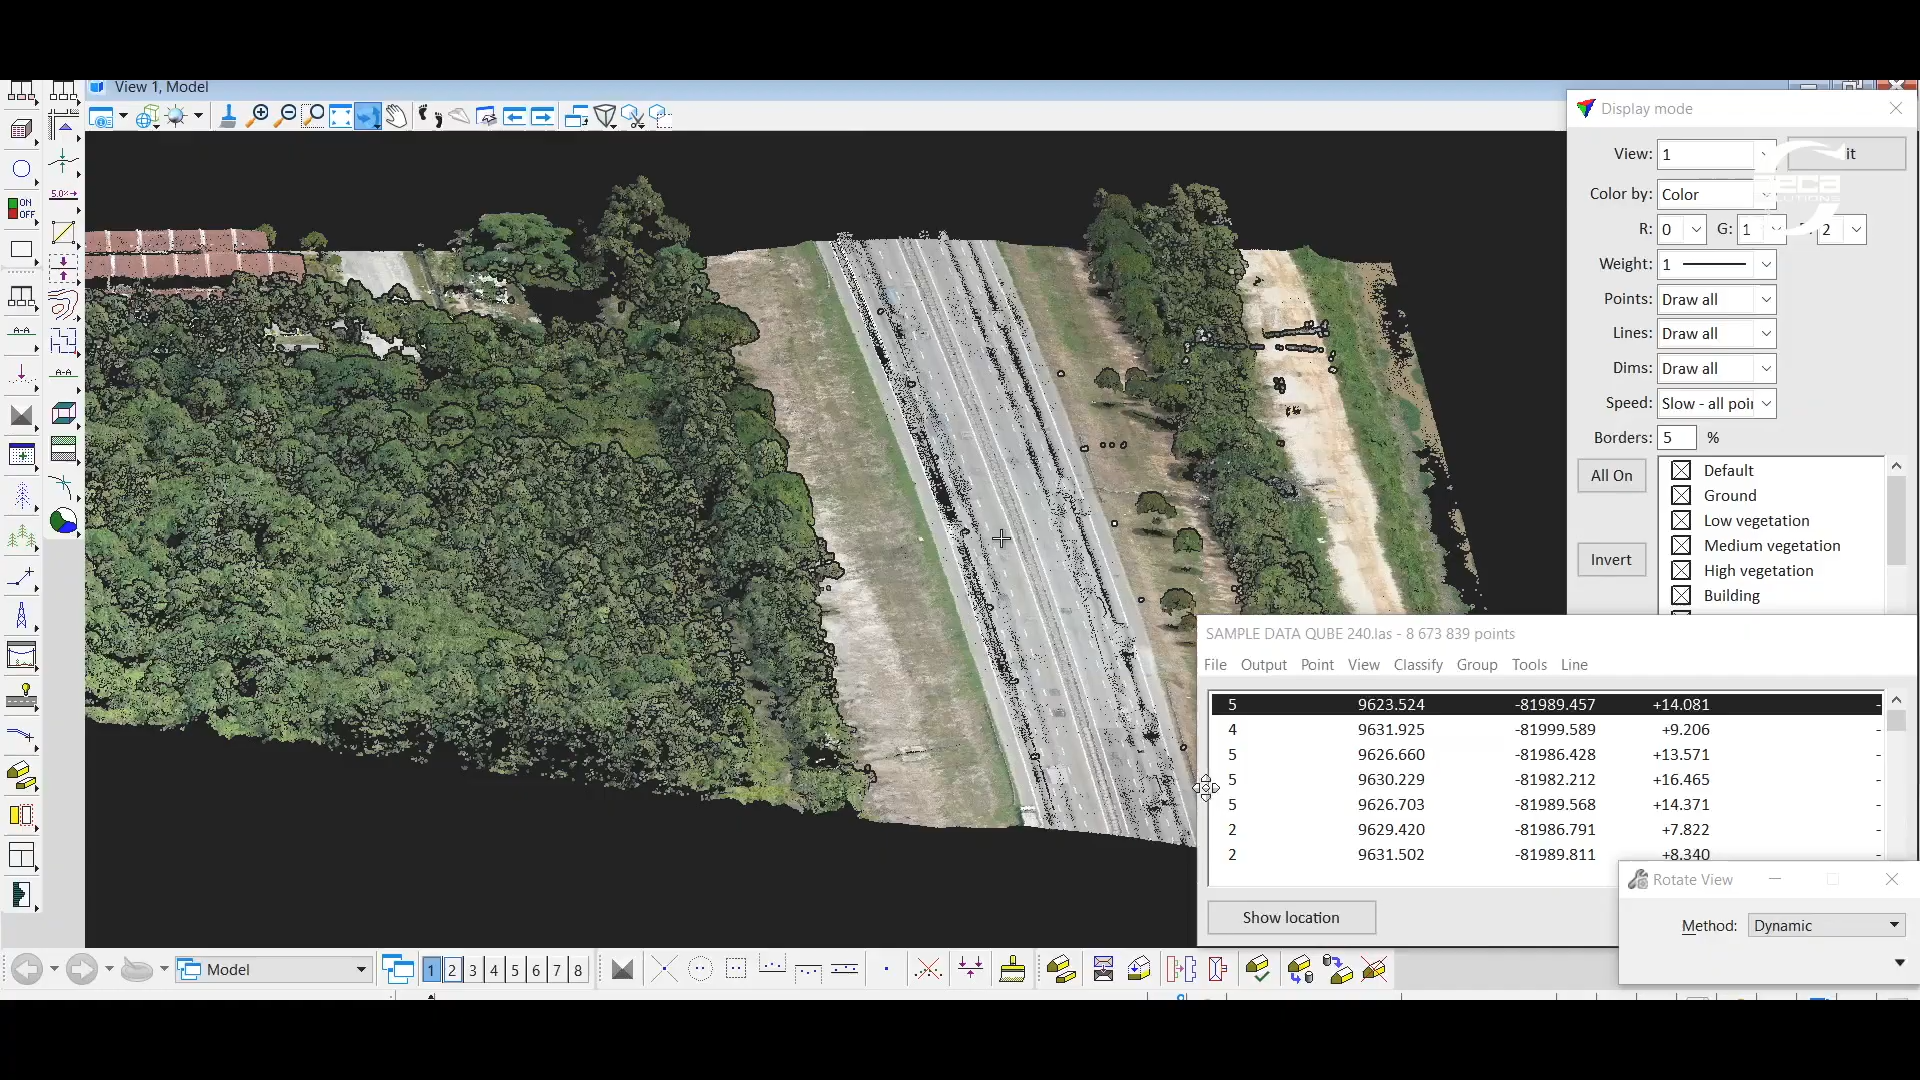 View 1, Model
Display mode
View: 1
it
Color by: Color
R: 0 G: 1 2
Weight: 1
Points: Draw all
Lines: Draw all
Dims: Draw all
Speed: Slow - all poi
Borders: 5 %
All On
Invert
Default
Ground
Low vegetation
Medium vegetation
High vegetation
Building
ON
OFF
5.0%
A-A
A-A
SAMPLE DATA QUBE 240.las - 8 673 839 points
File Output Point View Classify Group Tools Line
5 9623.524 -81989.457 +14.081 -
4 9631.925 -81999.589 +9.206 -
5 9626.660 -81986.428 +13.571 -
5 9630.229 -81982.212 +16.465 -
5 9626.703 -81989.568 +14.371 -
2 9629.420 -81986.791 +7.822 -
2 9631.502 -81989.811 +8.340 -
Show location
Rotate View
Method: Dynamic
Model
1 2 3 4 5 6 7 8